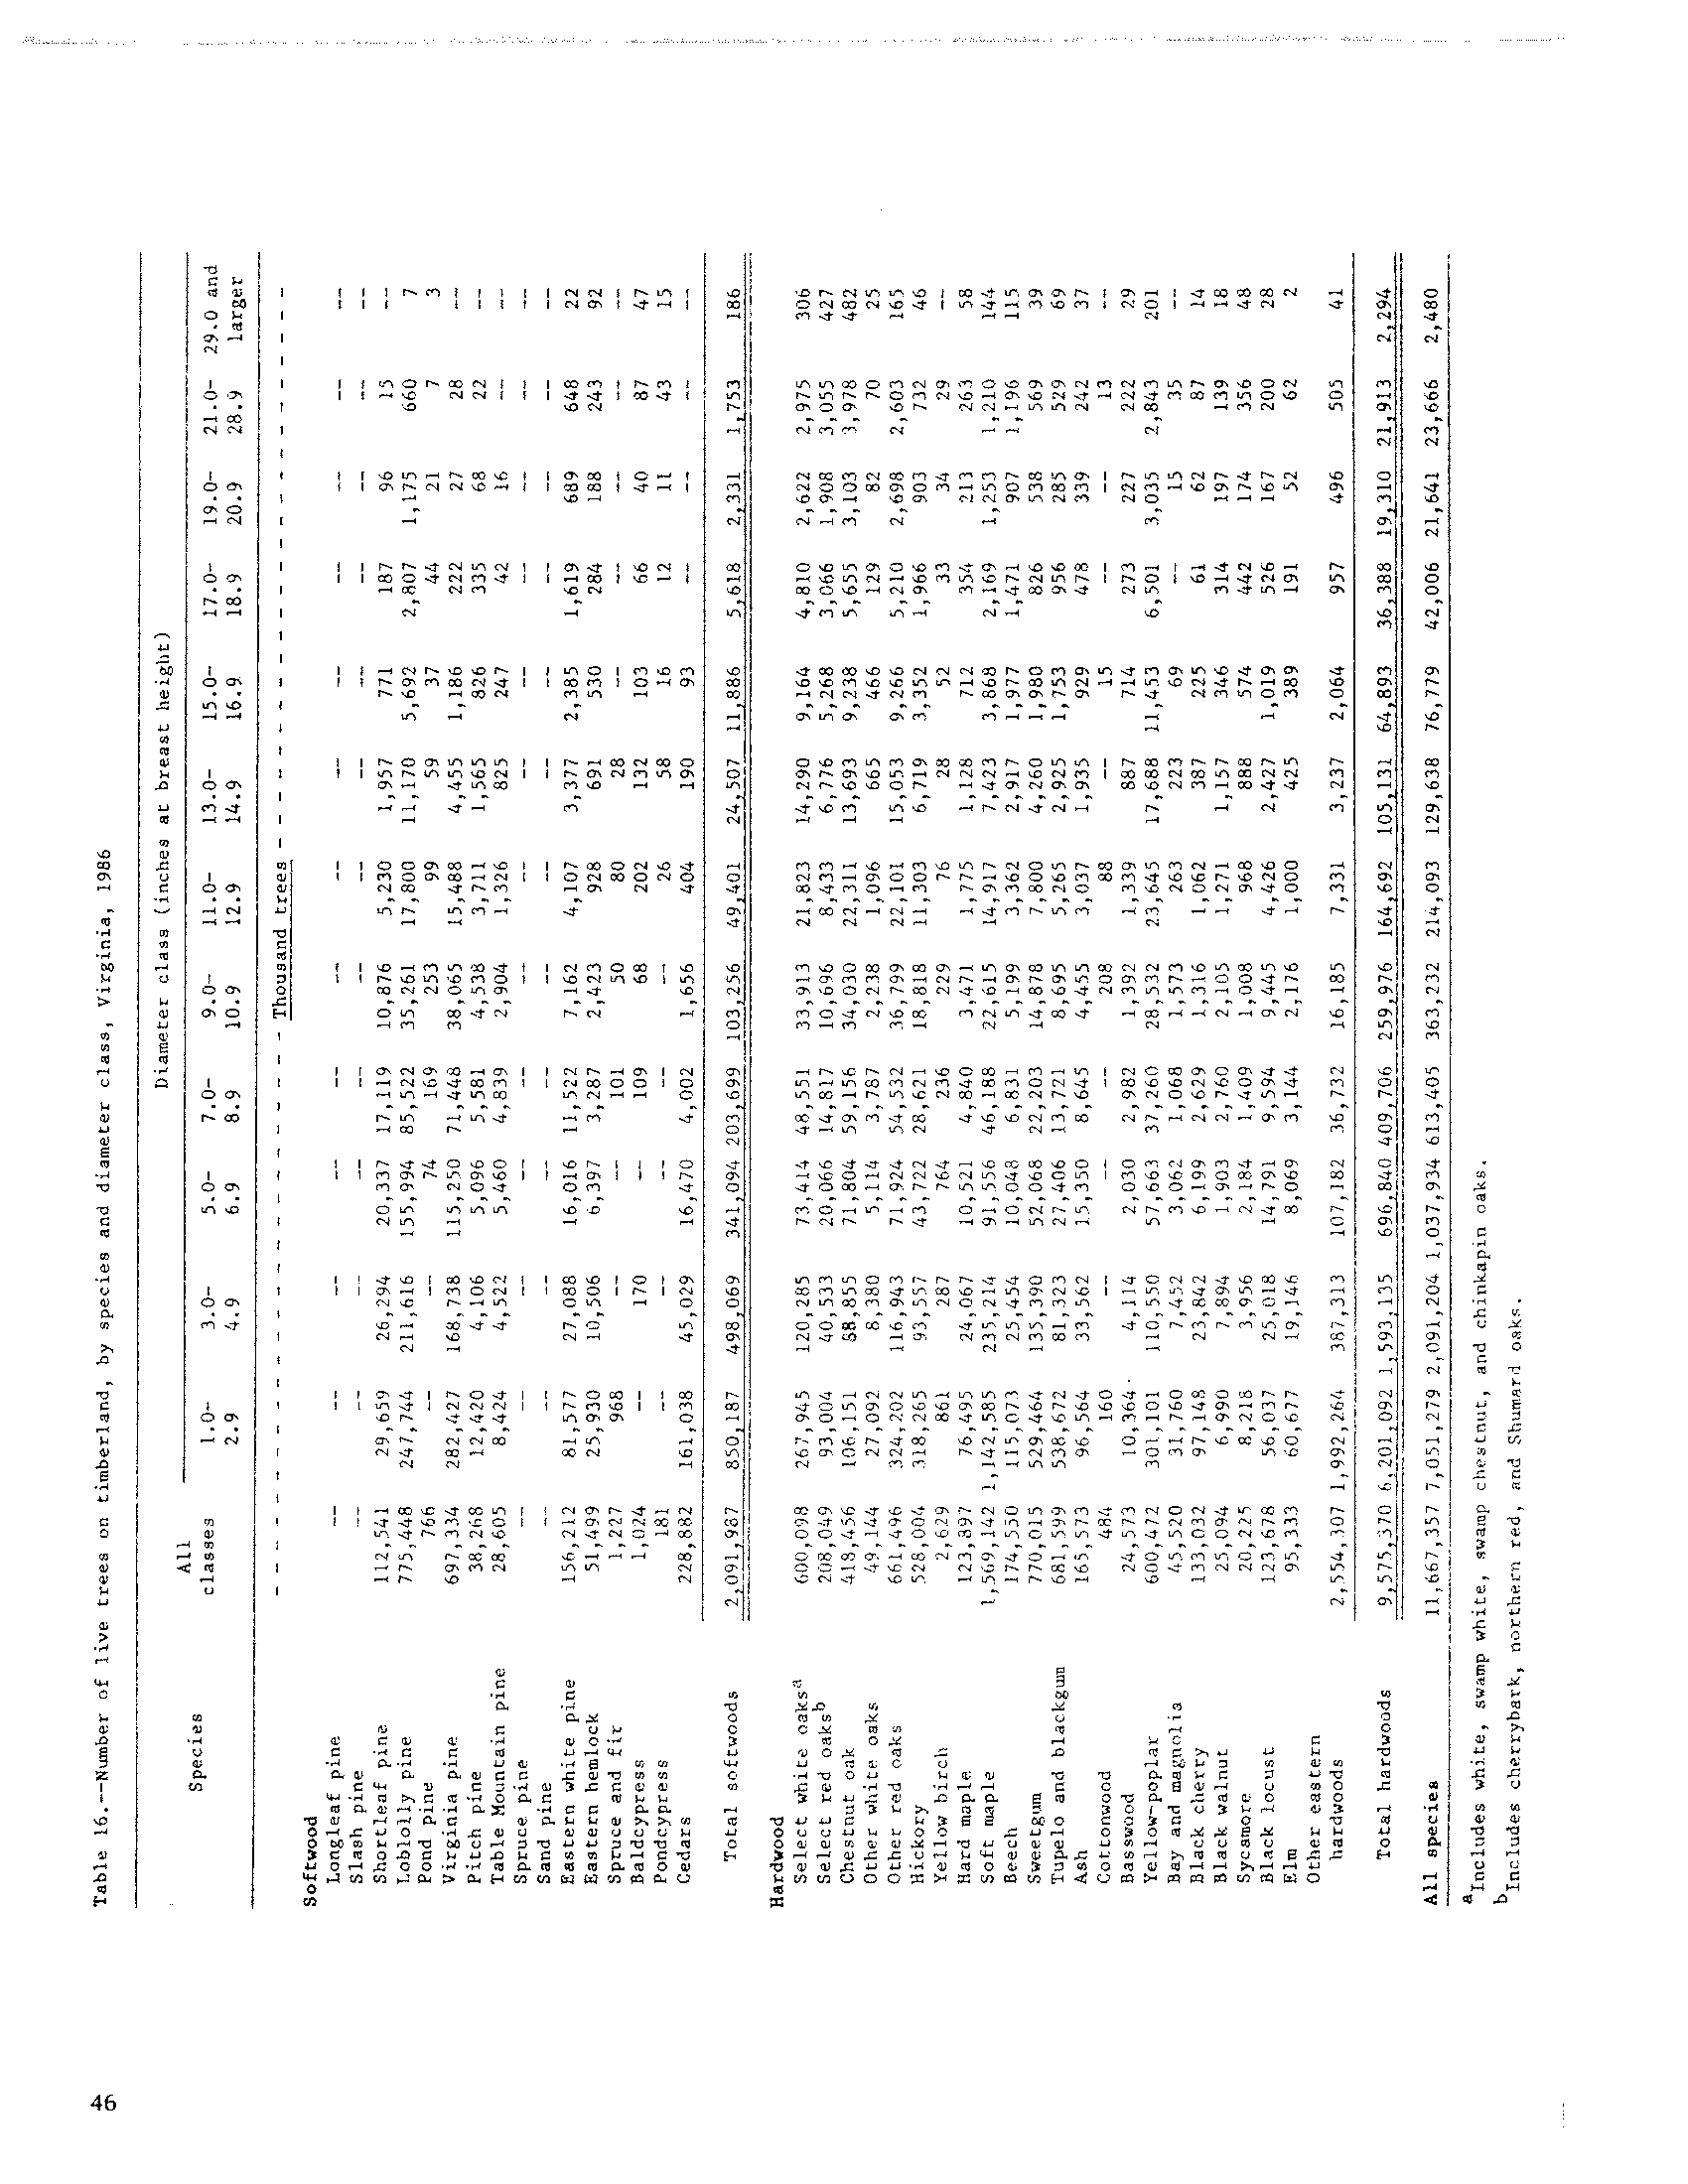 46
Table 16.--Number of live trees on timberland, by species and diameter class, Virginia, 1986
Diameter class (inches at breast height)
Species All classes 1.0-2.9 3.0-4.9 5.0-6.9 7.0-8.9 9.0-10.9 11.0-12.9 13.0-14.9 15.0-16.9 17.0-18.9 19.0-20.9 21.0-28.9 29.0 and larger
- - - - - - - - - - - - - - - Thousand trees - - - - - - - - - - - - - - -
Softwood
Longleaf pine -- -- -- -- -- -- -- -- -- -- -- -- --
Slash pine -- -- -- -- -- -- -- -- -- -- -- -- --
Shortleaf pine 112,541 29,659 26,294 20,337 17,119 10,876 5,230 1,957 771 187 96 15 --
Loblolly pine 775,448 247,744 211,616 155,994 85,522 35,261 17,800 11,170 5,692 2,807 1,175 660 7
Pond pine 766 -- -- 74 169 253 99 59 37 44 21 7 3
Virginia pine 697,334 282,427 168,738 115,250 71,448 38,065 15,488 4,455 1,186 222 27 28 --
Pitch pine 38,268 12,420 4,106 5,096 5,581 4,538 3,711 1,565 826 335 68 22 --
Table Mountain pine 28,605 8,424 4,522 5,460 4,839 2,904 1,326 825 247 42 16 -- --
Spruce pine -- -- -- -- -- -- -- -- -- -- -- -- --
Sand pine -- -- -- -- -- -- -- -- -- -- -- -- --
Eastern white pine 156,212 81,577 27,088 16,016 11,522 7,162 4,107 3,377 2,385 1,619 689 648 22
Eastern hemlock 51,499 25,930 10,506 6,397 3,287 2,423 928 691 530 284 188 243 92
Spruce and fir 1,227 968 -- -- 101 50 80 28 -- -- -- -- --
Baldcypress 1,024 -- 170 -- 109 68 202 132 103 66 40 87 47
Pondcypress 181 -- -- -- -- -- 26 58 16 12 11 43 15
Cedars 228,882 161,038 45,029 16,470 4,002 1,656 404 190 93 -- -- -- --
Total softwoods 2,091,987 850,187 498,069 341,094 203,699 103,256 49,401 24,507 11,886 5,618 2,331 1,753 186
Hardwood
Select white oaks^a 600,098 267,945 120,285 73,414 48,551 33,913 21,823 14,290 9,164 4,810 2,622 2,975 306
Select red oaks^b 208,049 93,004 40,533 20,066 14,817 10,696 8,433 6,776 5,268 3,066 1,908 3,055 427
Chestnut oak 418,456 106,151 88,855 71,804 59,156 34,030 22,311 13,693 9,238 5,655 3,103 3,978 482
Other white oaks 49,144 27,092 8,380 5,114 3,787 2,238 1,096 665 466 129 82 70 25
Other red oaks 661,496 324,202 116,943 71,924 54,532 36,799 22,101 15,053 9,266 5,210 2,698 2,603 165
Hickory 528,004 318,265 93,557 43,722 28,621 18,818 11,303 6,719 3,352 1,966 903 732 46
Yellow birch 2,629 861 287 764 236 229 76 28 52 33 34 29 --
Hard maple 123,897 76,495 24,067 10,521 4,840 3,471 1,775 1,128 712 354 213 263 58
Soft maple 1,569,142 1,142,585 235,214 91,556 46,188 22,615 14,917 7,423 3,868 2,169 1,253 1,210 144
Beech 174,550 115,073 25,454 10,048 6,831 5,199 3,362 2,917 1,977 1,471 907 1,196 115
Sweetgum 770,015 529,464 135,390 52,068 22,203 14,878 7,800 4,260 1,980 826 538 569 39
Tupelo and blackgum 681,599 538,672 81,323 27,406 13,721 8,695 5,265 2,925 1,753 956 285 529 69
Ash 165,573 96,564 33,562 15,350 8,645 4,455 3,037 1,935 929 478 339 242 37
Cottonwood 484 160 -- -- -- 208 88 -- 15 -- -- 13 --
Basswood 24,573 10,364 4,114 2,030 2,982 1,392 1,339 887 714 273 227 222 29
Yellow-poplar 600,472 301,101 110,550 57,663 37,260 28,532 23,645 17,688 11,453 6,501 3,035 2,843 201
Bay and magnolia 45,520 31,760 7,452 3,062 1,068 1,573 263 223 69 -- 15 35 --
Black cherry 133,032 97,148 23,842 6,199 2,629 1,316 1,062 387 225 61 62 87 14
Black walnut 25,094 6,990 7,894 1,903 2,760 2,105 1,271 1,157 346 314 197 139 18
Sycamore 20,225 8,218 3,956 2,184 1,409 1,008 968 888 574 442 174 356 48
Black locust 123,678 56,037 25,018 14,791 9,594 9,445 4,426 2,427 1,019 526 167 200 28
Elm 95,333 60,677 19,146 8,069 3,144 2,176 1,000 425 389 191 52 62 2
Other eastern
hardwoods 2,554,307 1,992,264 387,313 107,182 36,732 16,185 7,331 3,237 2,064 957 496 505 41
Total hardwoods 9,575,370 6,201,092 1,593,135 696,840 409,706 259,976 164,692 105,131 64,893 36,388 19,310 21,913 2,294
All species 11,667,357 7,051,279 2,091,204 1,037,934 613,405 363,232 214,093 129,638 76,779 42,006 21,641 23,666 2,480
^a Includes white, swamp white, swamp chestnut, and chinkapin oaks.
^b Includes cherrybark, northern red, and Shumard oaks.